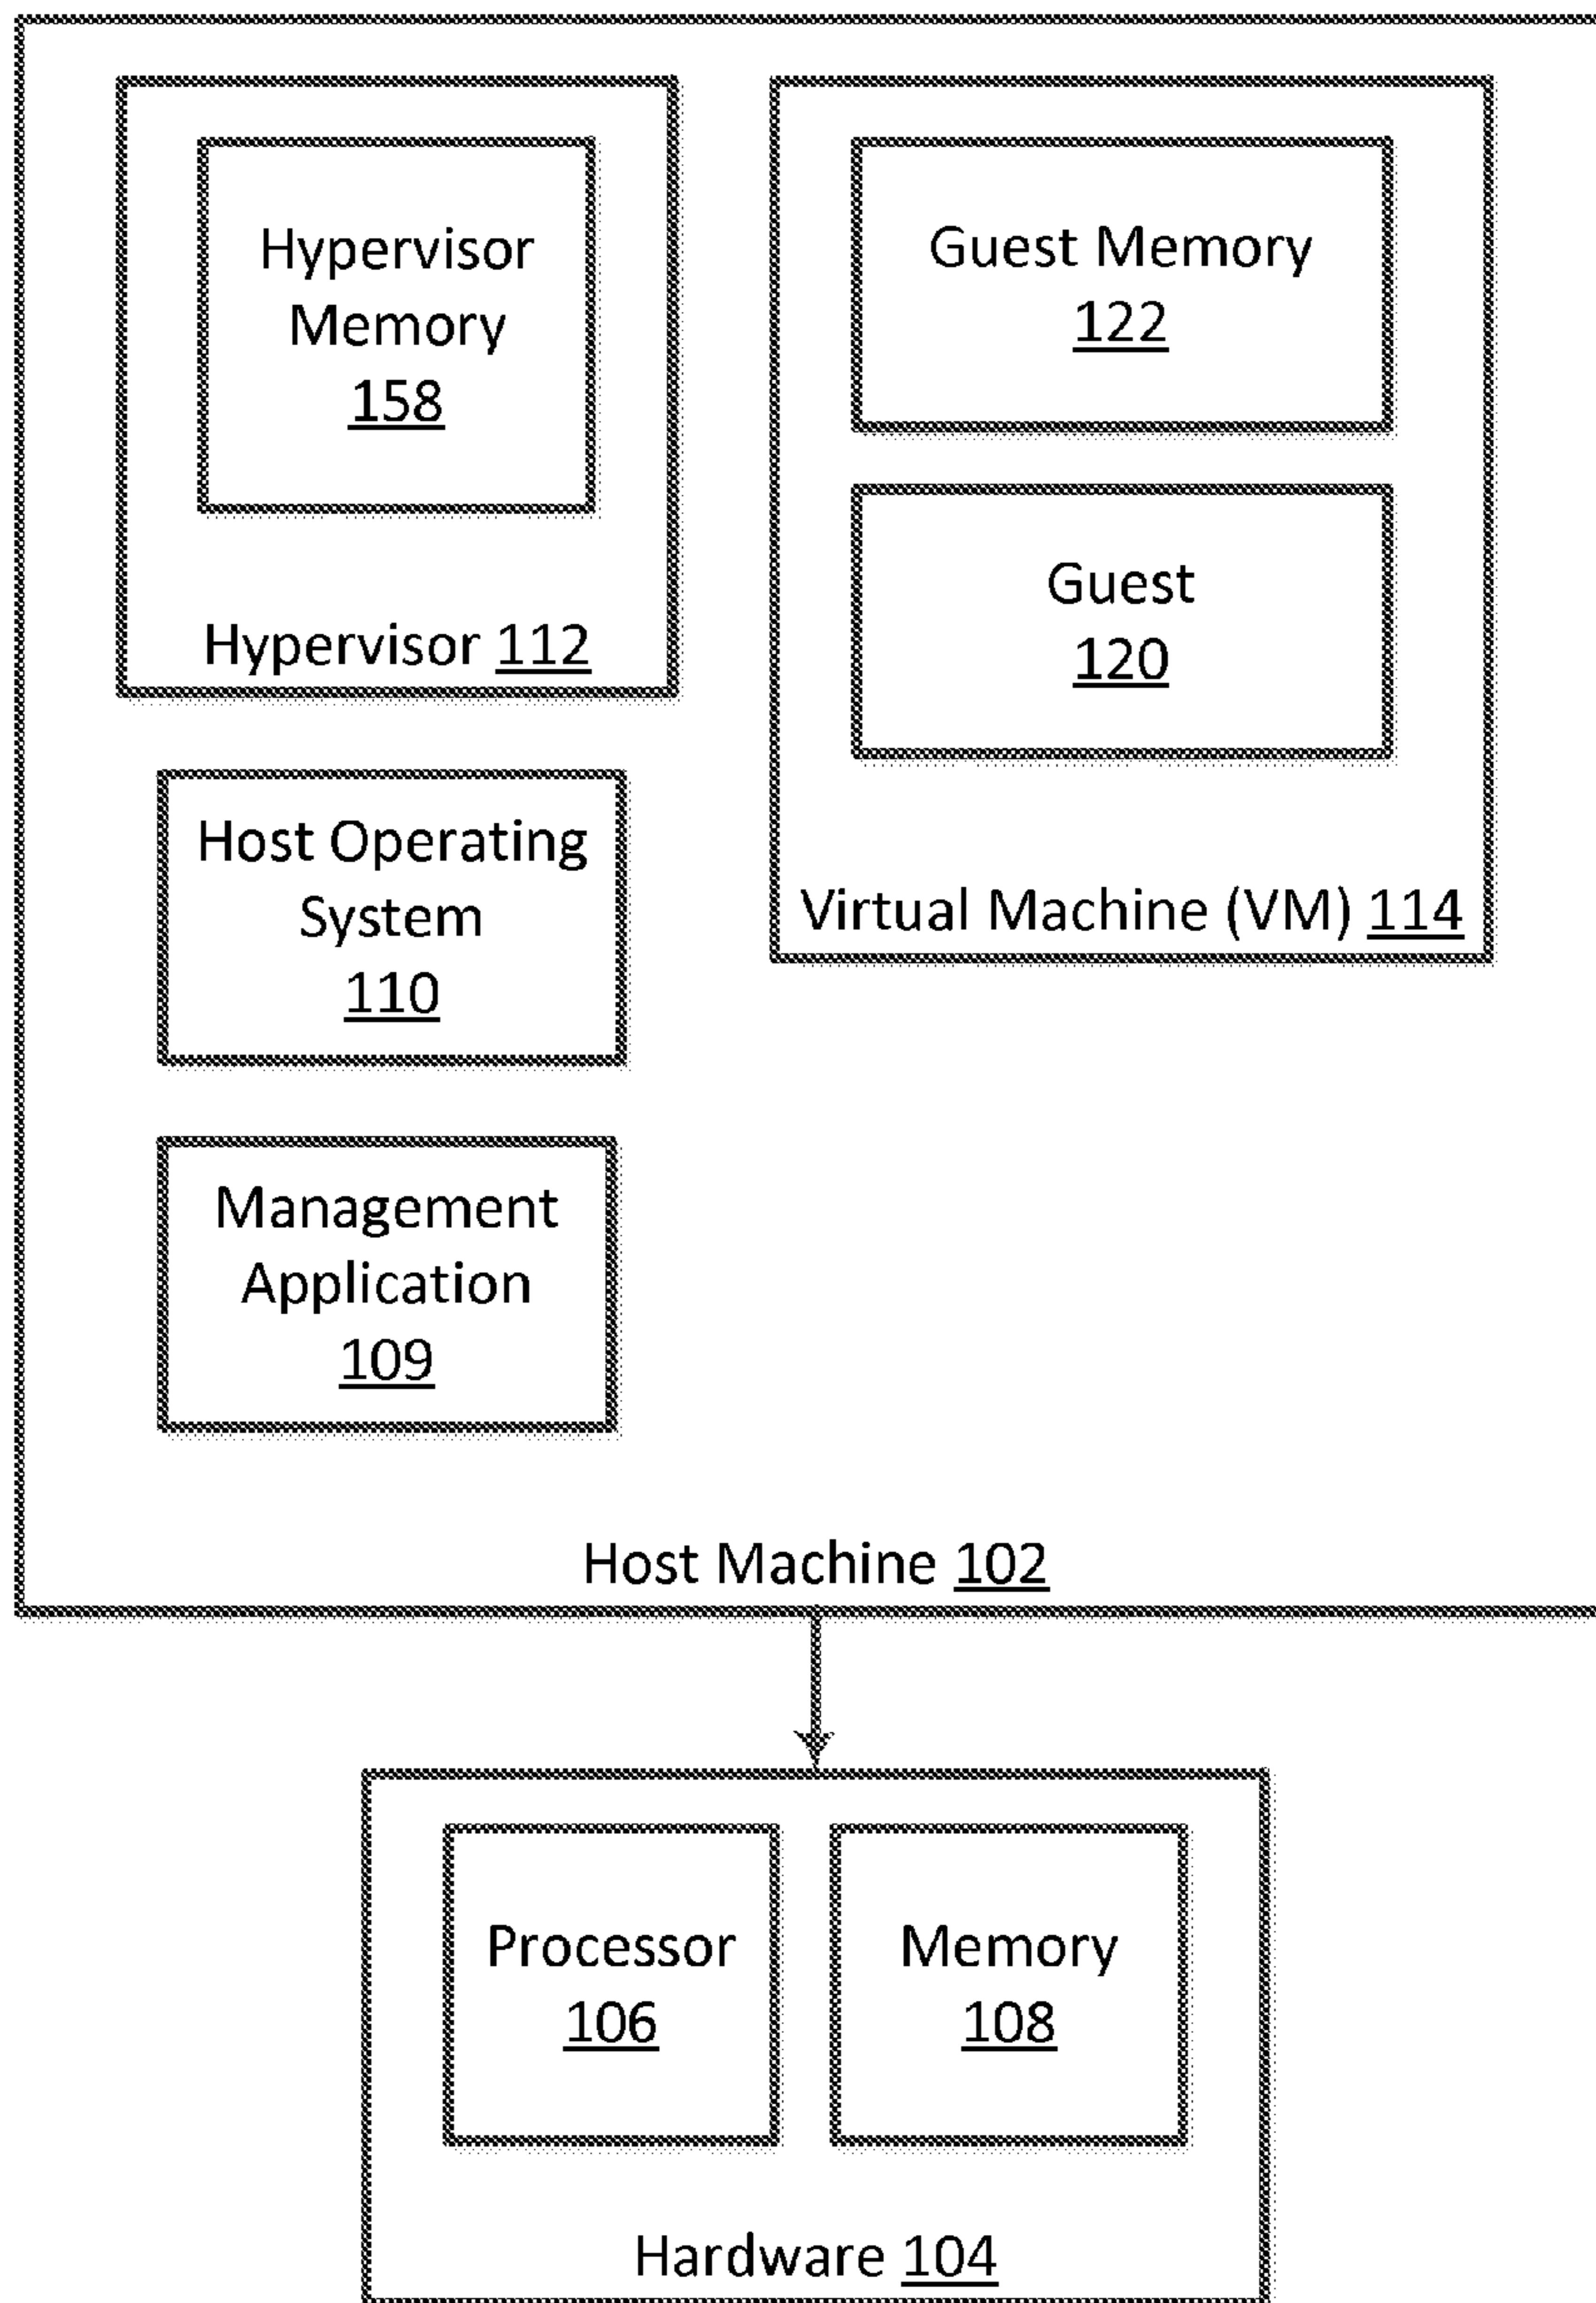 Hypervisor
Memory
158
Hypervisor 112
Guest Memory
122
Guest
120
Virtual Machine (VM) 114
Host Operating
System
110
Management
Application
109
Host Machine 102
Processor
106
Memory
108
Hardware 104